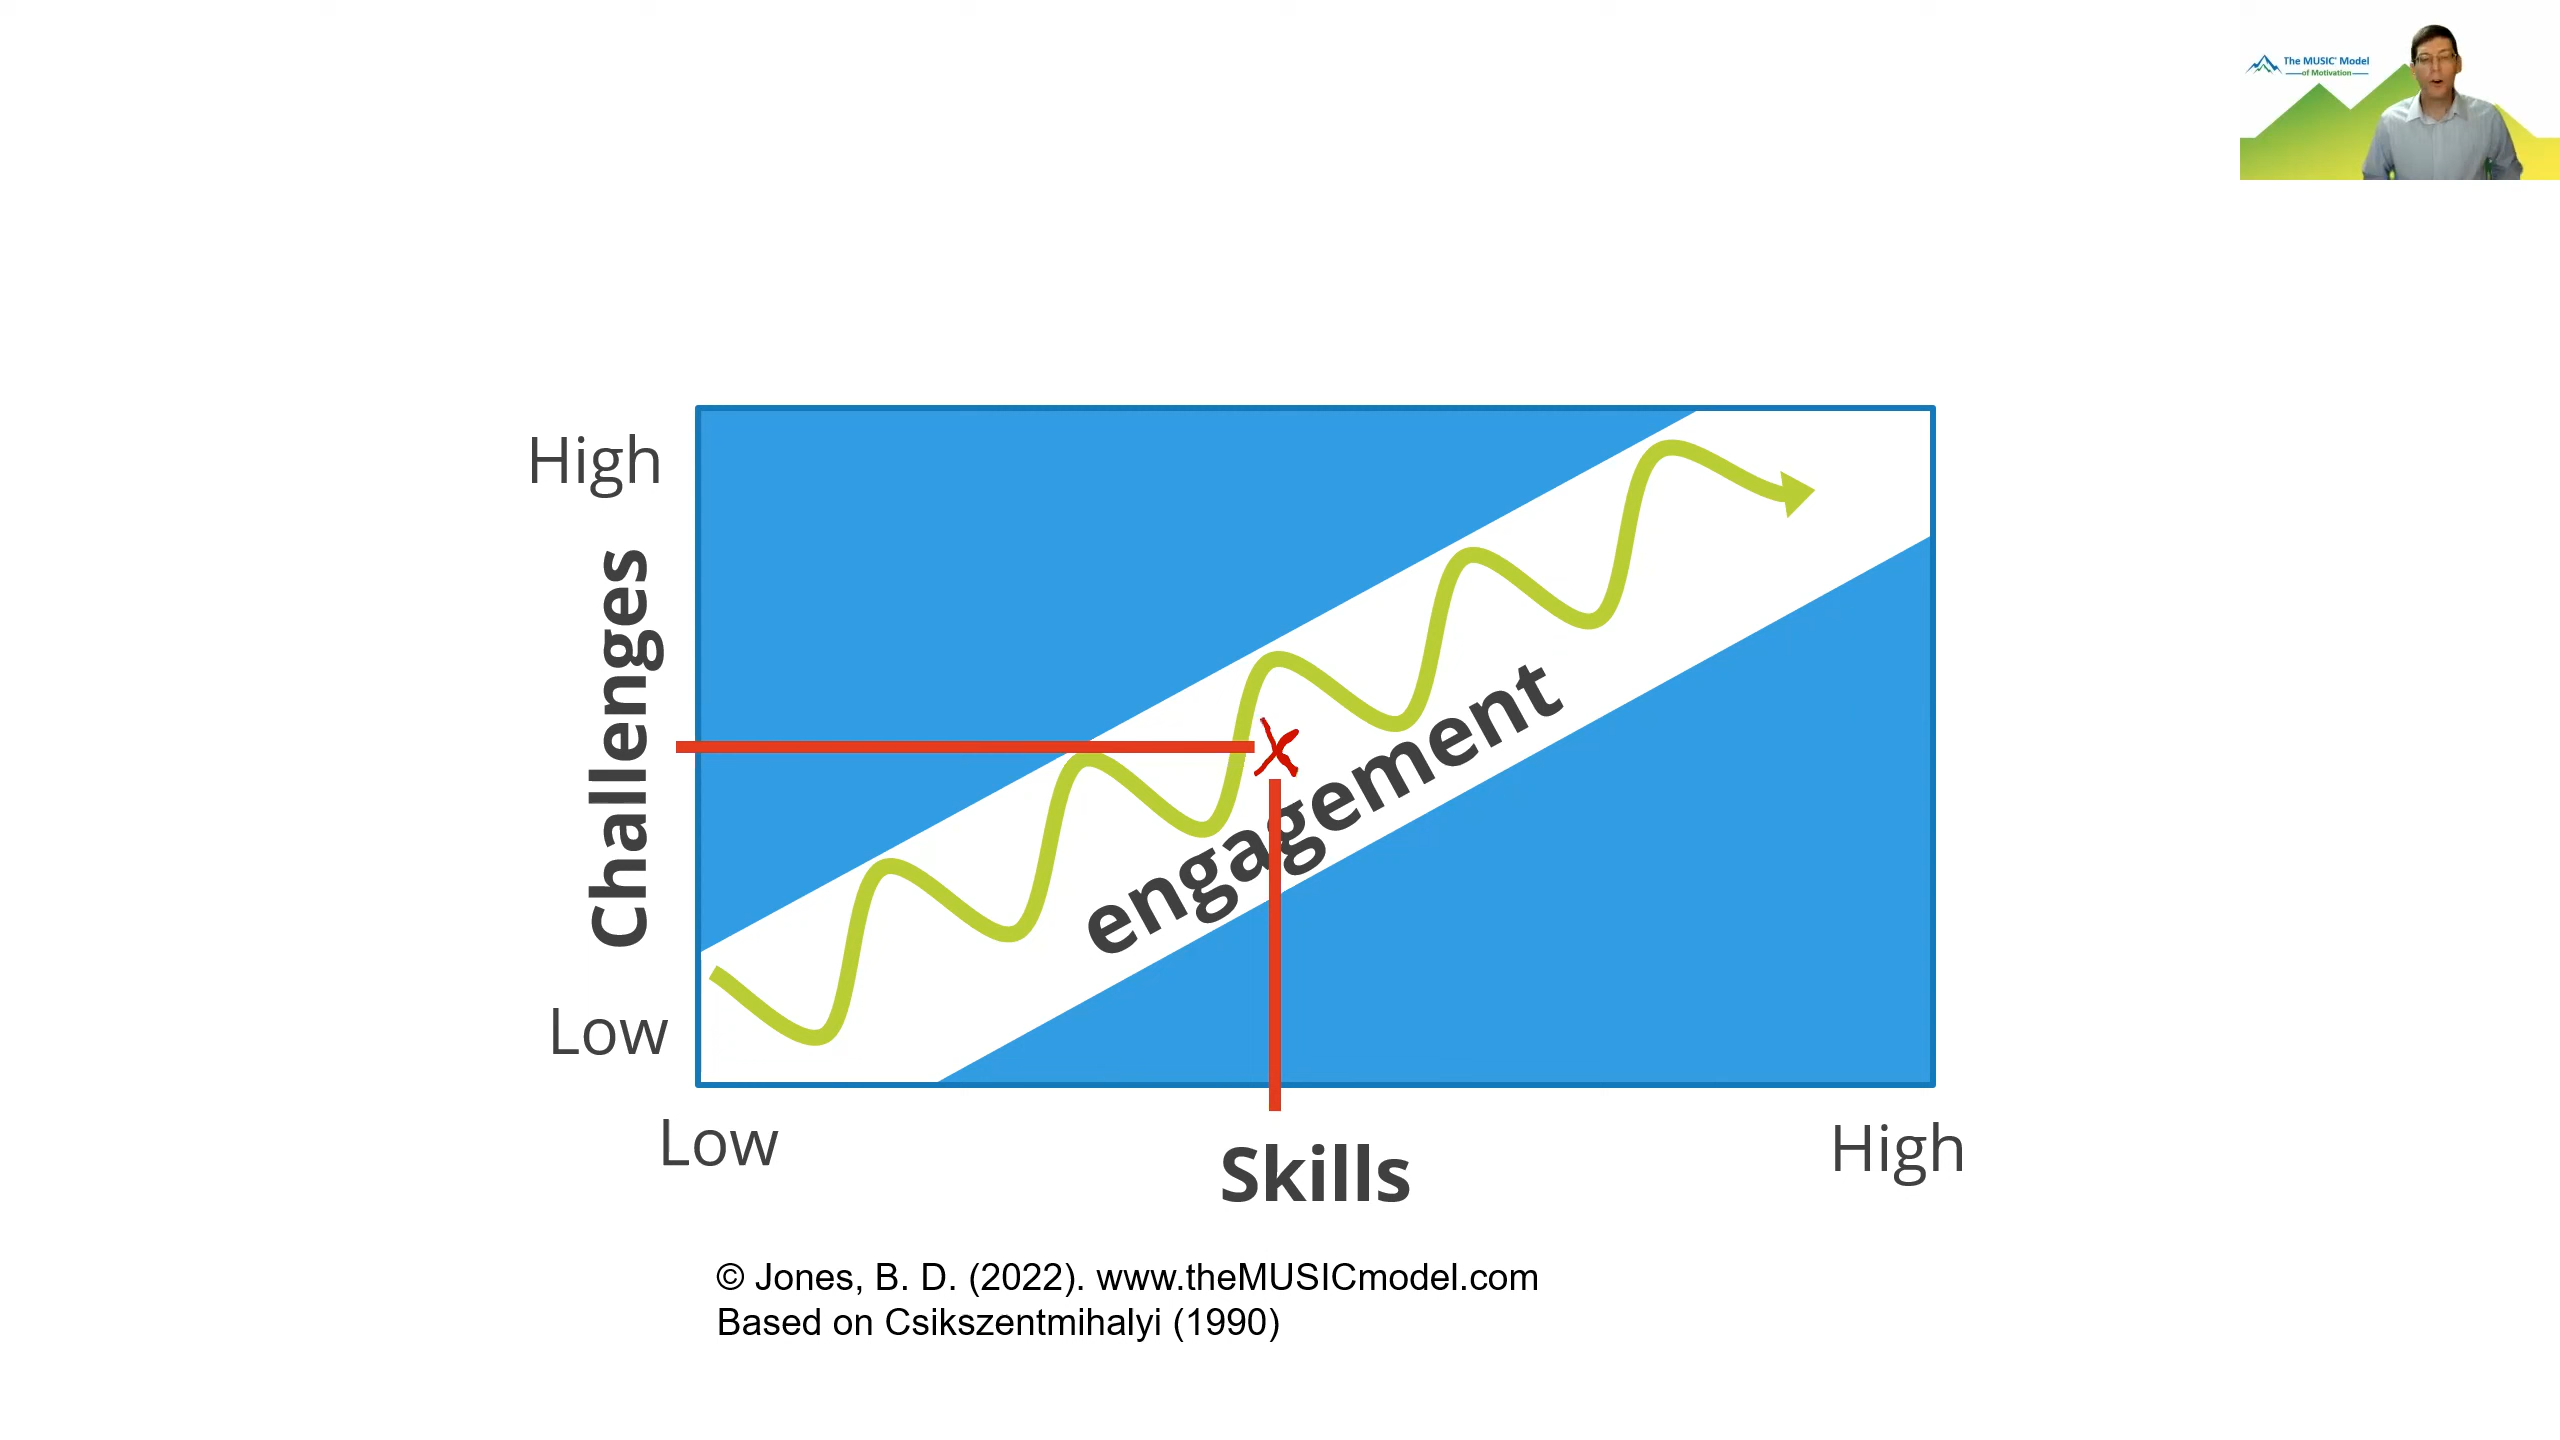 The MUSIC® Model
of Motivation
High
Challenges
engagement
Low
Low
High
Skills
© Jones, B. D. (2022). www.theMUSICmodel.com
Based on Csikszentmihalyi (1990)